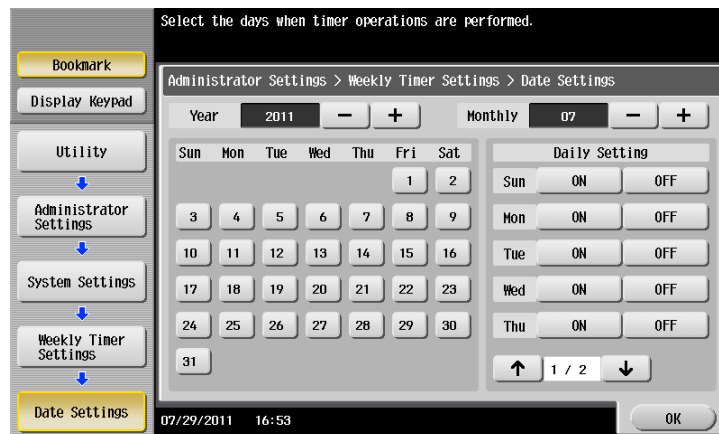 Select the days when timer operations are performed.
Bookmark
Display Keypad
Utility
Administrator
Settings
System Settings
Weekly Timer
Settings
Date Settings
Administrator Settings > Weekly Timer Settings > Date Settings
Year 2011 − + Monthly 07 − +
Sun Mon Tue Wed Thu Fri Sat
1 2
3 4 5 6 7 8 9
10 11 12 13 14 15 16
17 18 19 20 21 22 23
24 25 26 27 28 29 30
31
Daily Setting
Sun ON OFF
Mon ON OFF
Tue ON OFF
Wed ON OFF
Thu ON OFF
↑ 1 / 2 ↓
07/29/2011 16:53
OK